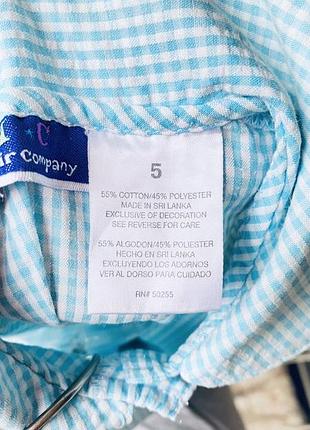 C
ir Company
5
55% COTTON/45% POLYESTER
MADE IN SRI LANKA
EXCLUSIVE OF DECORATION
SEE REVERSE FOR CARE
55% ALGODON/45% POLIESTER
HECHO EN SRI LANKA
EXCLUYENDO LOS ADORNOS
VER AL DORSO PARA CUIDADO
RN# 50255